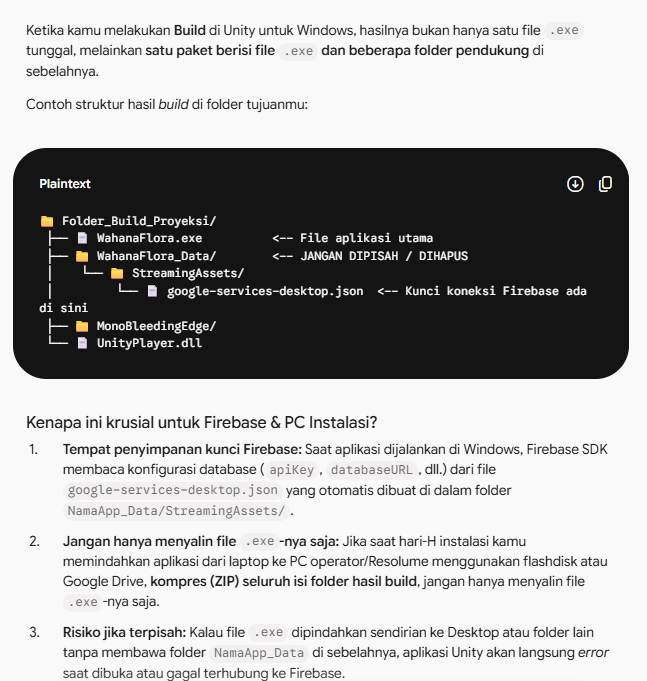 Ketika kamu melakukan Build di Unity untuk Windows, hasilnya bukan hanya satu file .exe
tunggal, melainkan satu paket berisi file .exe dan beberapa folder pendukung di
sebelahnya.
Contoh struktur hasil build di folder tujuanmu:
Plaintext
📁 Folder_Build_Proyeksi/
├── 📄 WahanaFlora.exe          <-- File aplikasi utama
├── 📁 WahanaFlora_Data/        <-- JANGAN DIPISAH / DIHAPUS
│    └── 📁 StreamingAssets/
│         └── 📄 google-services-desktop.json  <-- Kunci koneksi Firebase ada
di sini
├── 📁 MonoBleedingEdge/
└── 📄 UnityPlayer.dll
Kenapa ini krusial untuk Firebase & PC Instalasi?
1. Tempat penyimpanan kunci Firebase: Saat aplikasi dijalankan di Windows, Firebase SDK
membaca konfigurasi database ( apiKey , databaseURL , dll.) dari file
google-services-desktop.json yang otomatis dibuat di dalam folder
NamaApp_Data/StreamingAssets/ .
2. Jangan hanya menyalin file .exe -nya saja: Jika saat hari-H instalasi kamu
memindahkan aplikasi dari laptop ke PC operator/Resolume menggunakan flashdisk atau
Google Drive, kompres (ZIP) seluruh isi folder hasil build, jangan hanya menyalin file
.exe -nya saja.
3. Risiko jika terpisah: Kalau file .exe dipindahkan sendirian ke Desktop atau folder lain
tanpa membawa folder NamaApp_Data di sebelahnya, aplikasi Unity akan langsung error
saat dibuka atau gagal terhubung ke Firebase.